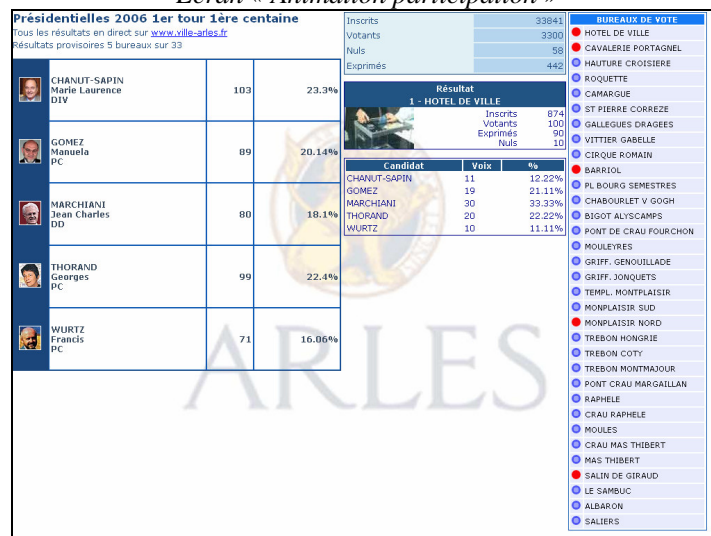 Ecran « Animation participation »
Présidentielles 2006 1er tour 1ère centaine
Tous les résultats en direct sur www.ville-arles.fr
Résultats provisoires 5 bureaux sur 33
CHANUT-SAPIN
Marie Laurence
DIV
103 23.3%
GOMEZ
Manuela
PC
89 20.14%
MARCHIANI
Jean Charles
DD
80 18.1%
THORAND
Georges
PC
99 22.4%
WURTZ
Francis
PC
71 16.06%
Inscrits 33841
Votants 3300
Nuls 58
Exprimés 442
Résultat
1 - HOTEL DE VILLE
Inscrits 874
Votants 100
Exprimés 90
Nuls 10
Candidat Voix %
CHANUT-SAPIN 11 12.22%
GOMEZ 19 21.11%
MARCHIANI 30 33.33%
THORAND 20 22.22%
WURTZ 10 11.11%
BUREAUX DE VOTE
HOTEL DE VILLE
CAVALERIE PORTAGNEL
HAUTURE CROISIERE
ROQUETTE
CAMARGUE
ST PIERRE CORREZE
GALLEGUES DRAGEES
VITTIER GABELLE
CIRQUE ROMAIN
BARRIOL
PL BOURG SEMESTRES
CHABOURLET V GOGH
BIGOT ALYSCAMPS
PONT DE CRAU FOURCHON
MOULEYRES
GRIFF. GENOUILLADE
GRIFF. JONQUETS
TEMPL. MONTPLAISIR
MONPLAISIR SUD
MONPLAISIR NORD
TREBON HONGRIE
TREBON COTY
TREBON MONTMAJOUR
PONT CRAU MARGAILLAN
RAPHELE
CRAU RAPHELE
MOULES
CRAU MAS THIBERT
MAS THIBERT
SALIN DE GIRAUD
LE SAMBUC
ALBARON
SALIERS
ARLES